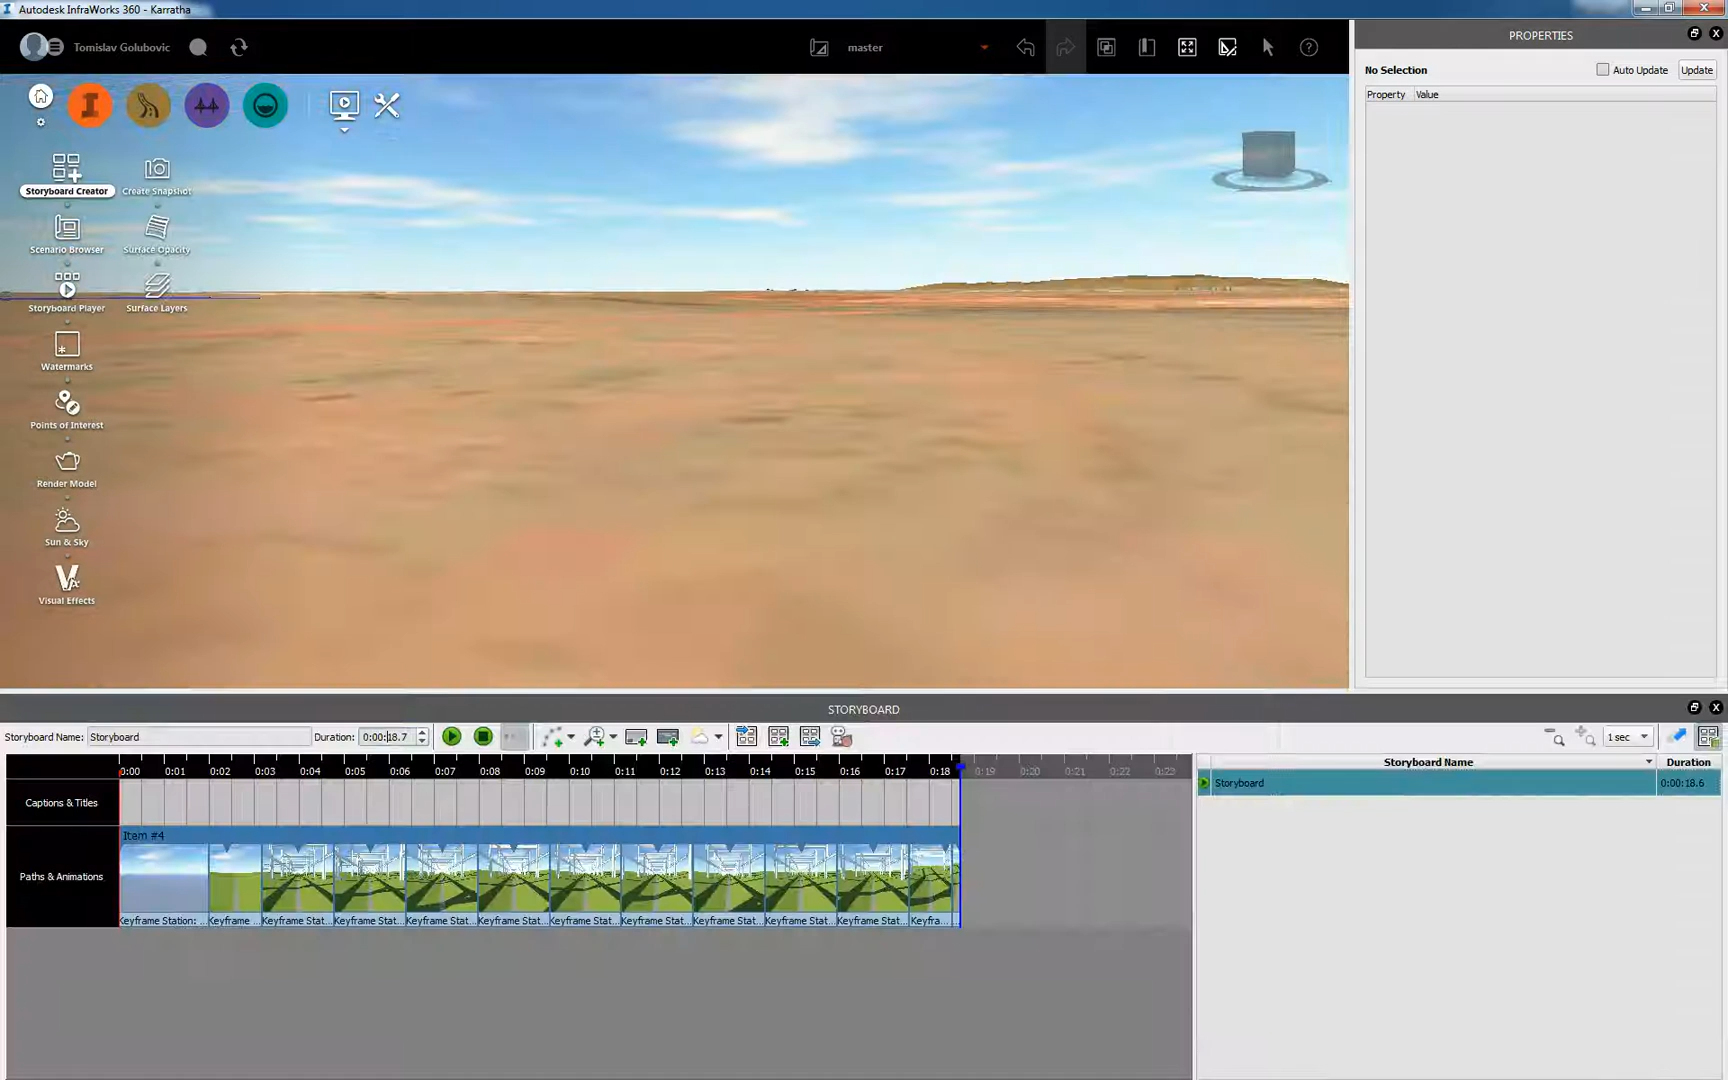 Autodesk InfraWorks 360 - Karratha
Tomislav Golubovic
master
Storyboard Creator
Create Snapshot
Scenario Browser
Surface Opacity
Storyboard Player
Surface Layers
Watermarks
Points of Interest
Render Model
Sun & Sky
Visual Effects
PROPERTIES
No Selection
Auto Update
Update
Property
Value
STORYBOARD
Storyboard Name:
Storyboard
Duration:
0:00:18.7
1 sec
0:00 0:01 0:02 0:03 0:04 0:05 0:06 0:07 0:08 0:09 0:10 0:11 0:12 0:13 0:14 0:15 0:16 0:17 0:18 0:19 0:20 0:21 0:22 0:23
Captions & Titles
Item #4
Paths & Animations
Keyframe Station: ... Keyframe ... Keyframe Stat... Keyframe Stat... Keyframe Stat... Keyframe Stat... Keyframe Stat... Keyframe Stat... Keyframe Stat... Keyframe Stat... Keyframe Stat... Keyfra...
Storyboard Name
Duration
Storyboard
0:00:18.6